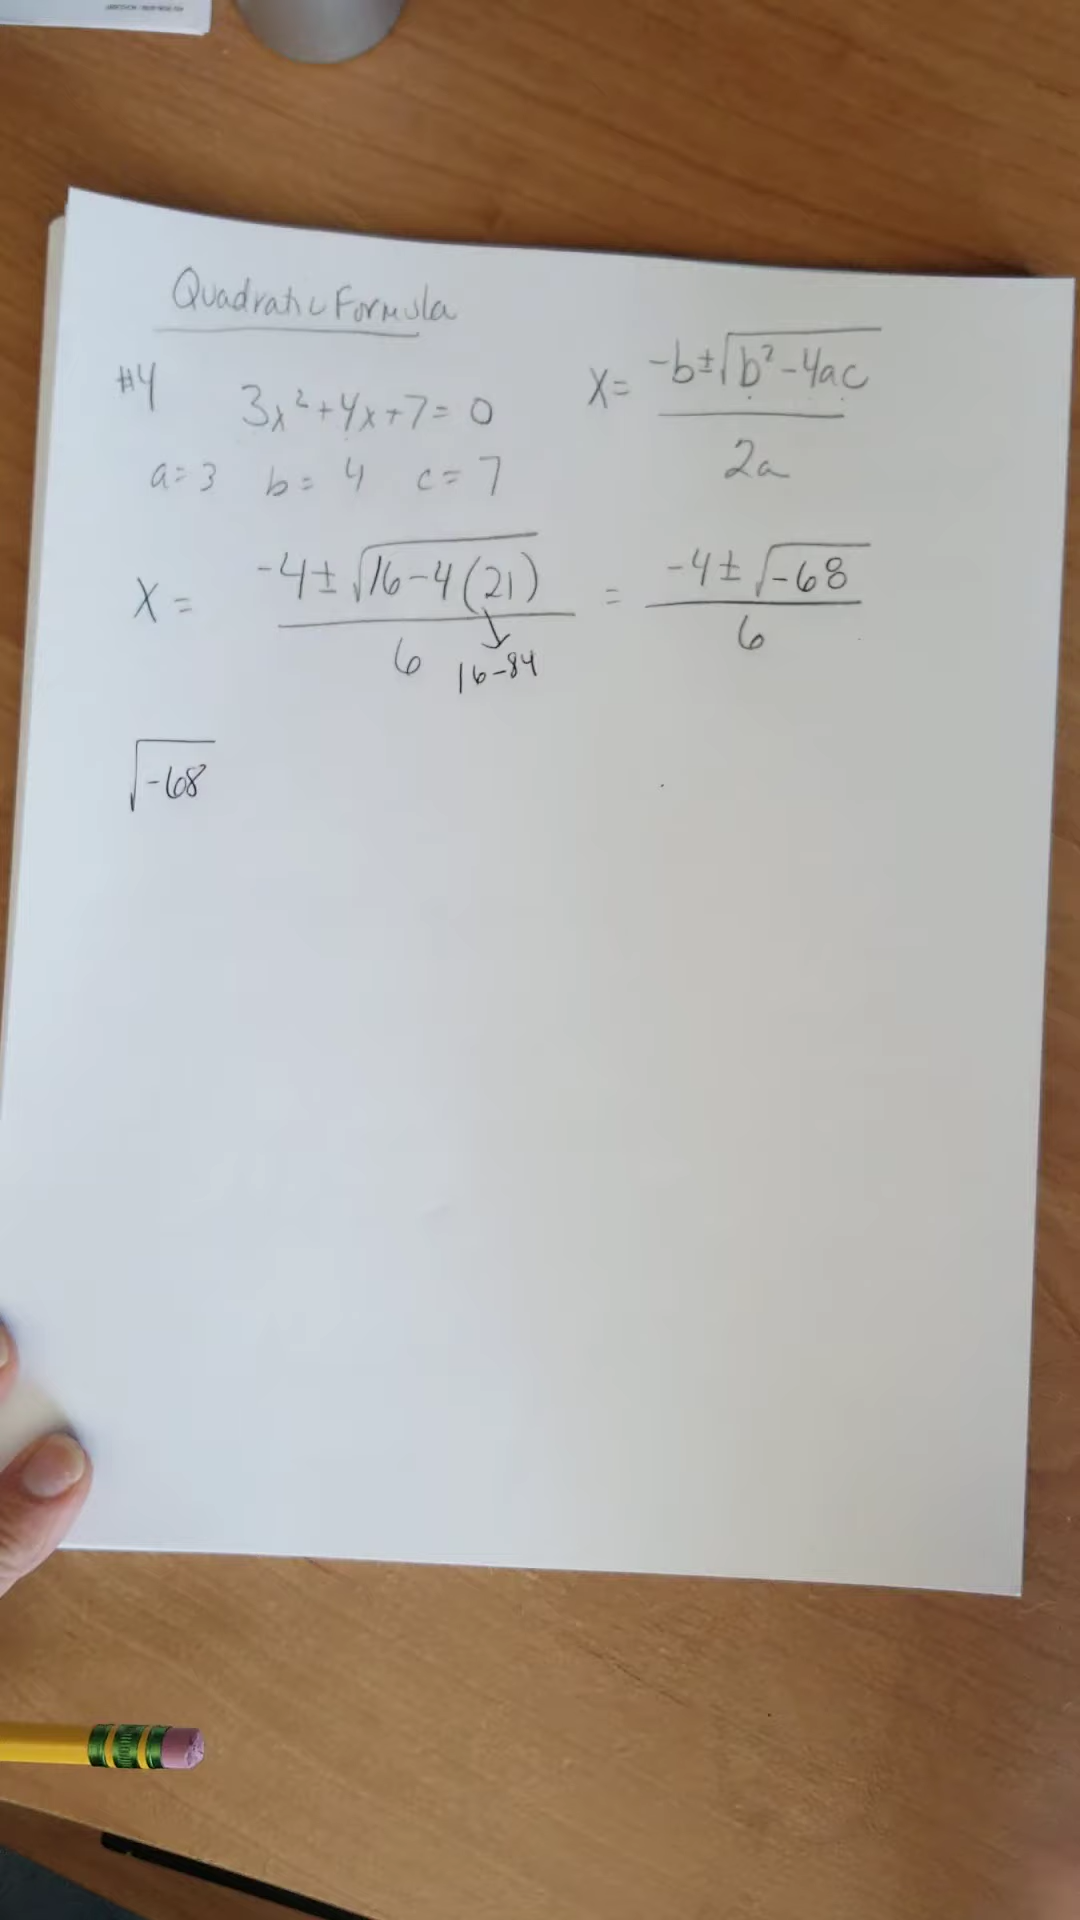 Quadratic Formula
#4
3x² + 4x + 7 = 0
x = (-b ± √(b² - 4ac)) / 2a
a = 3 b = 4 c = 7
x = (-4 ± √(16 - 4(21))) / 6 = (-4 ± √(-68)) / 6
16-84
√-68